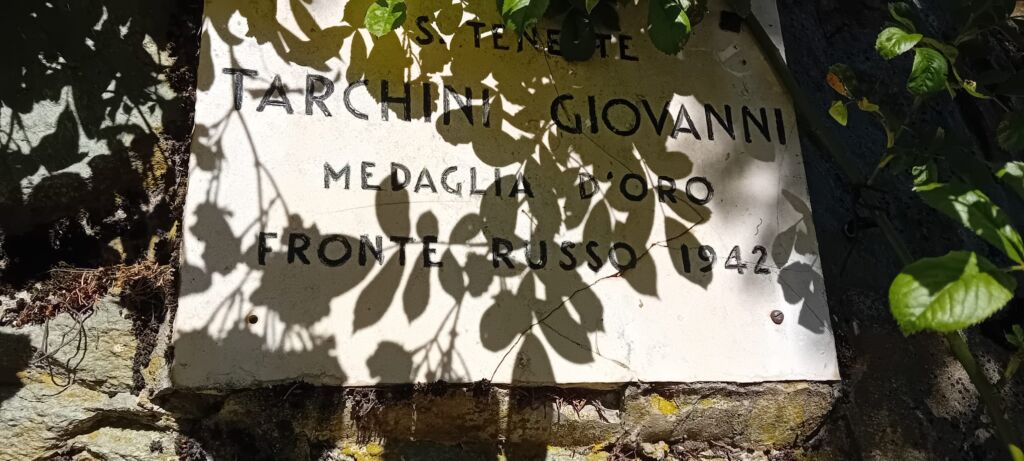 S. TENENTE
TARCHINI GIOVANNI
MEDAGLIA D'ORO
FRONTE RUSSO 1942